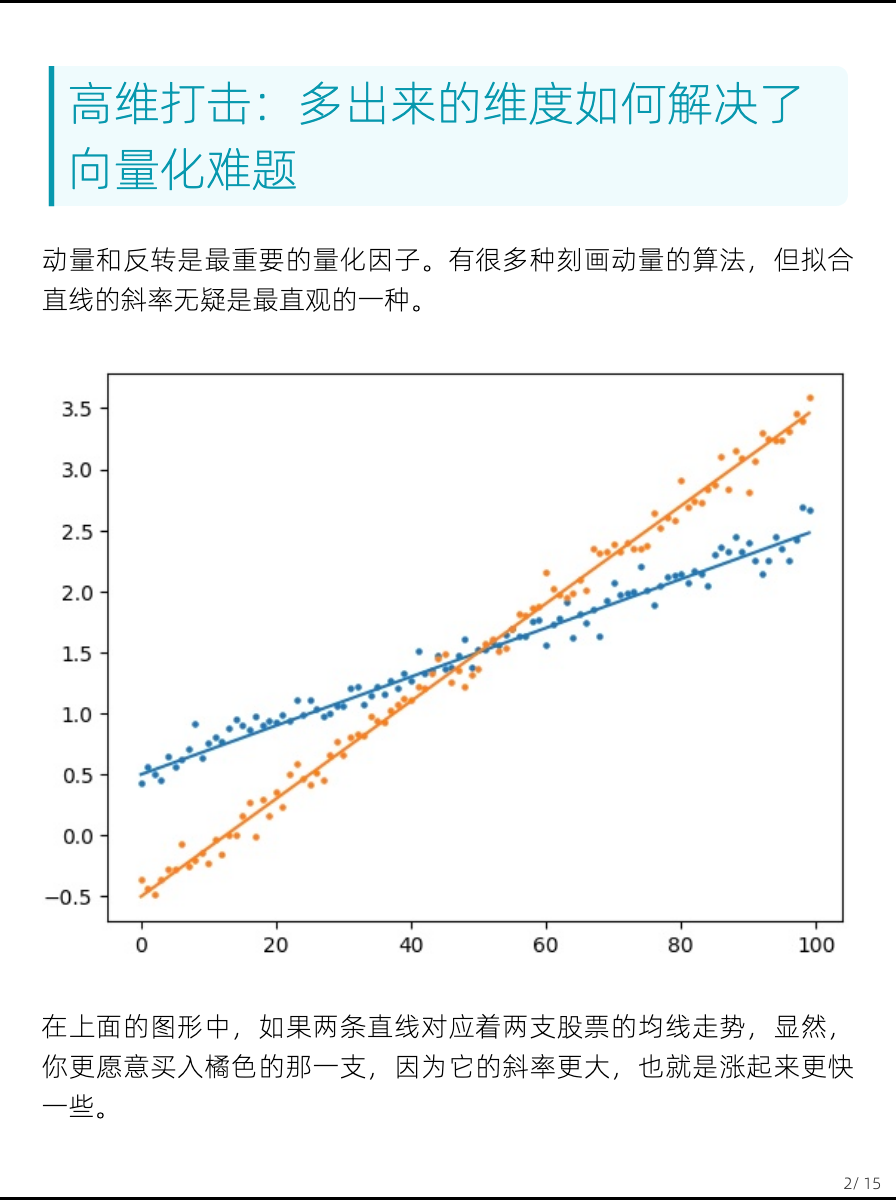 高维打击：多出来的维度如何解决了
向量化难题
动量和反转是最重要的量化因子。有很多种刻画动量的算法，但拟合
直线的斜率无疑是最直观的一种。
3.5
3.0
2.5
2.0
1.5
1.0
0.5
0.0
−0.5
0 20 40 60 80 100
在上面的图形中，如果两条直线对应着两支股票的均线走势，显然，
你更愿意买入橘色的那一支，因为它的斜率更大，也就是涨起来更快
一些。
2/ 15